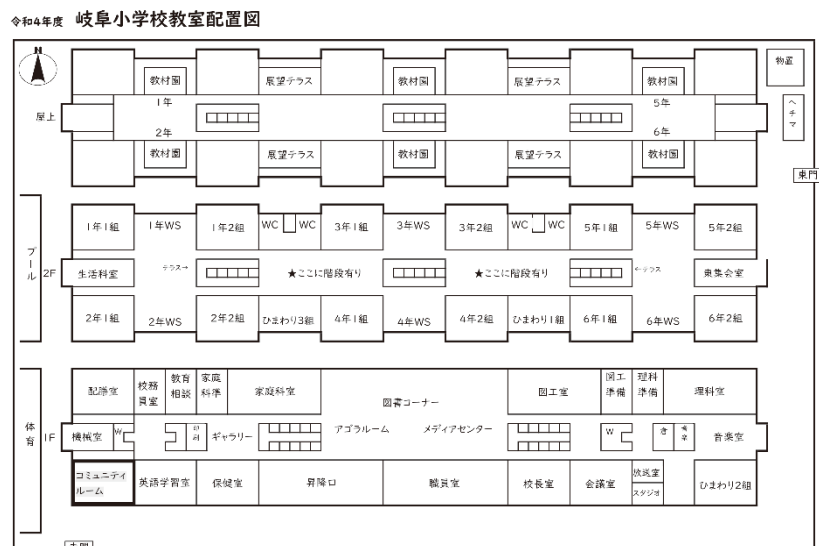 令和4年度 岐阜小学校教室配置図
N
物置
教材園 展望テラス 教材園 展望テラス 教材園
1年 5年
ヘチマ
屋上
2年 6年
教材園 展望テラス 教材園 展望テラス 教材園
東門
1年1組 1年WS 1年2組 WC WC 3年1組 3年WS 3年2組 WC WC 5年1組 5年WS 5年2組
プール
2F 生活科室 テラス→ ★ここに階段有り ★ここに階段有り ←テラス 東集会室
2年1組 2年WS 2年2組 ひまわり3組 4年1組 4年WS 4年2組 ひまわり1組 6年1組 6年WS 6年2組
配膳室 校務員室 教育相談 家庭科準 家庭科室 図書コーナー 図工室 図工準備 理科準備 理科室
体育
1F 機械室 W 印刷 ギャラリー アゴラルーム メディアセンター W 音楽室
コミュニティルーム 英語学習室 保健室 昇降口 職員室 校長室 会議室 放送室 スタジオ ひまわり2組